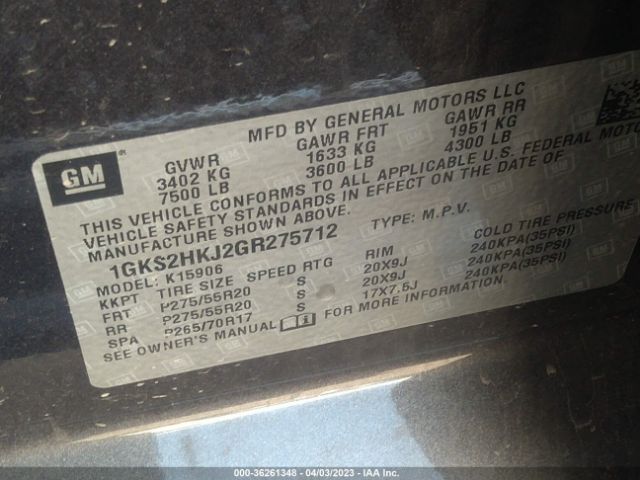 GM
MFD BY GENERAL MOTORS LLC
GVWR GAWR FRT GAWR RR
3402 KG 1633 KG 1951 KG
7500 LB 3600 LB 4300 LB
THIS VEHICLE CONFORMS TO ALL APPLICABLE U.S. FEDERAL MOTO
VEHICLE SAFETY STANDARDS IN EFFECT ON THE DATE OF
MANUFACTURE SHOWN ABOVE.
1GKS2HKJ2GR275712 TYPE: M.P.V.
MODEL: K15906
KKPT TIRE SIZE SPEED RTG RIM COLD TIRE PRESSUR
FRT P275/55R20 S 20X9J 240KPA(35PSI)
RR P275/55R20 S 20X9J 240KPA(35PSI)
SPA P265/70R17 S 17X7.5J 240KPA(35PSI)
SEE OWNER'S MANUAL FOR MORE INFORMATION.
000-36261348 - 04/03/2023 - IAA Inc.